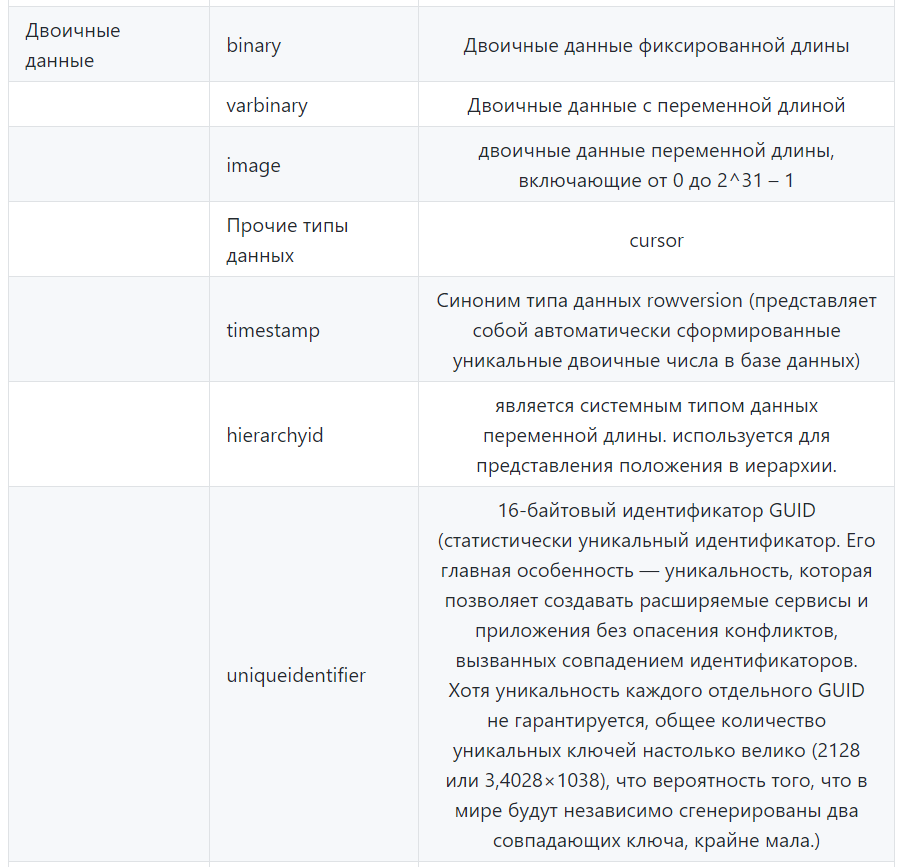 Двоичные
данные
binary
Двоичные данные фиксированной длины
varbinary
Двоичные данные с переменной длиной
image
двоичные данные переменной длины,
включающие от 0 до 2^31 – 1
Прочие типы
данных
cursor
timestamp
Синоним типа данных rowversion (представляет
собой автоматически сформированные
уникальные двоичные числа в базе данных)
hierarchyid
является системным типом данных
переменной длины. используется для
представления положения в иерархии.
uniqueidentifier
16-байтовый идентификатор GUID
(статистически уникальный идентификатор. Его
главная особенность — уникальность, которая
позволяет создавать расширяемые сервисы и
приложения без опасения конфликтов,
вызванных совпадением идентификаторов.
Хотя уникальность каждого отдельного GUID
не гарантируется, общее количество
уникальных ключей настолько велико (2128
или 3,4028×1038), что вероятность того, что в
мире будут независимо сгенерированы два
совпадающих ключа, крайне мала.)